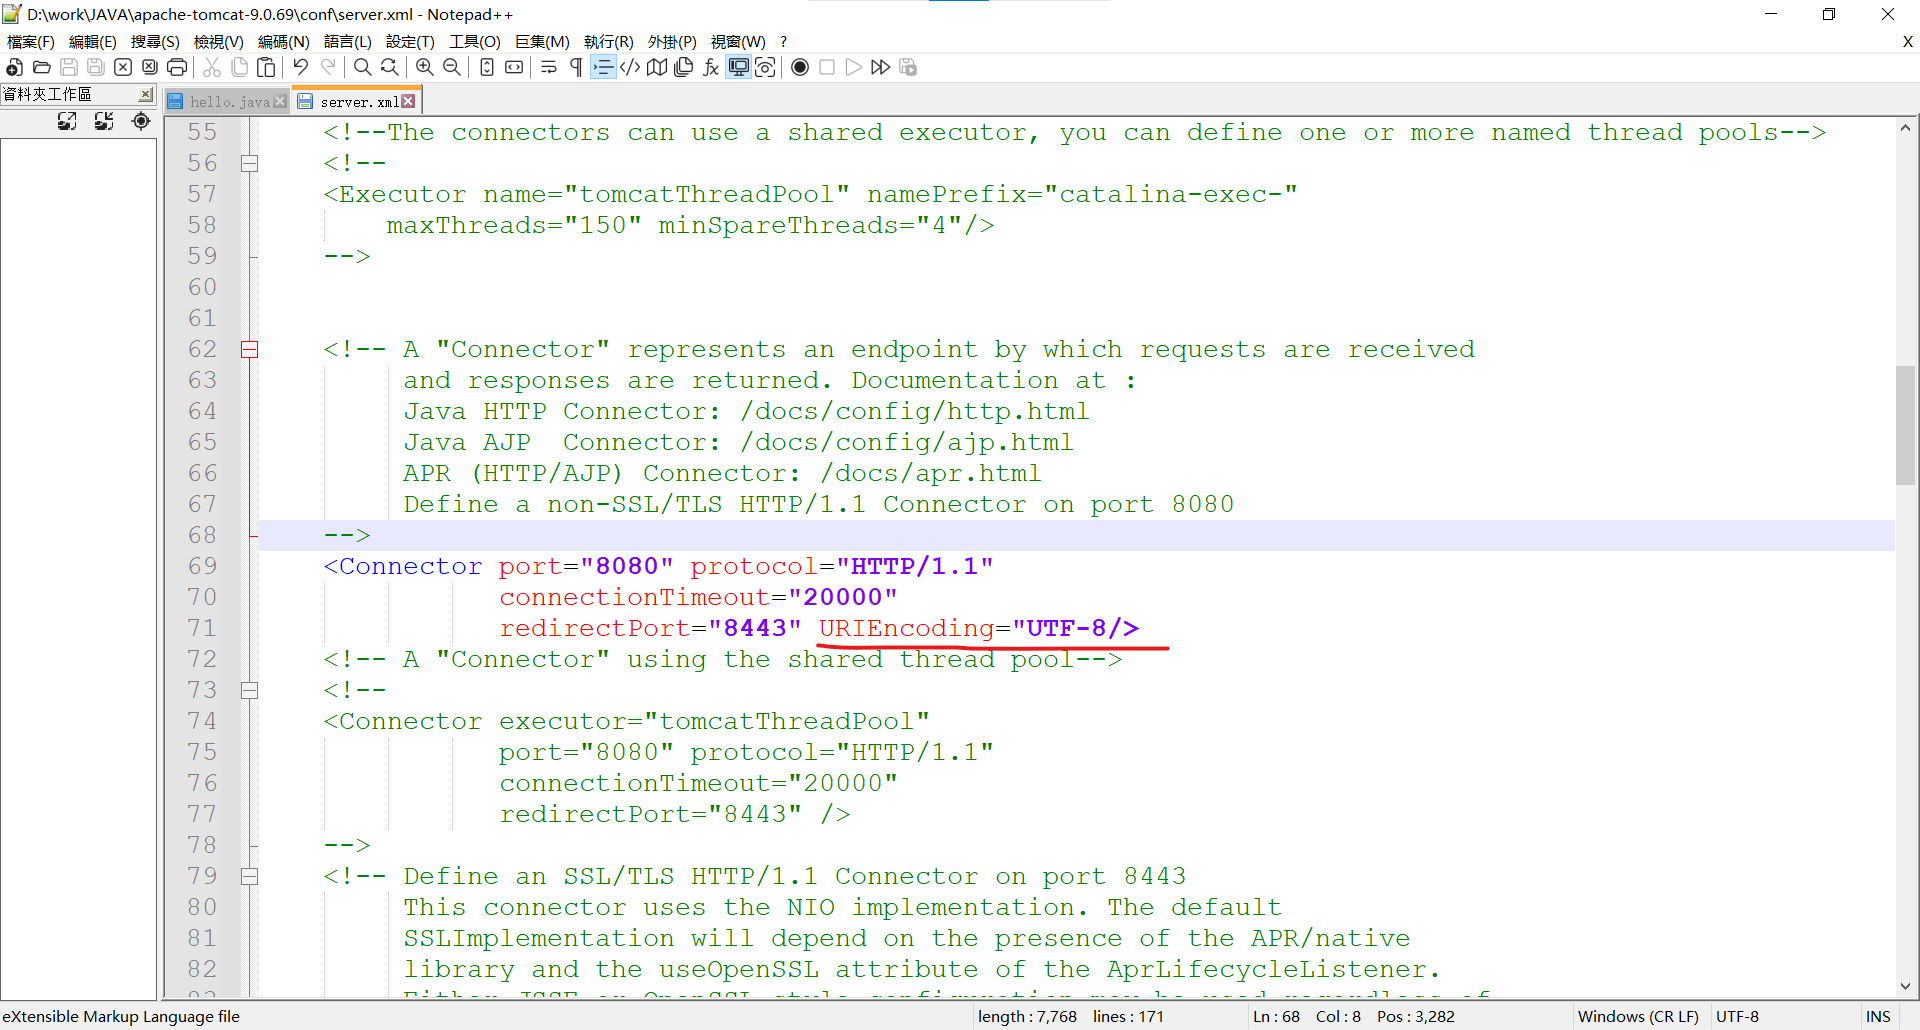 D:\work\JAVA\apache-tomcat-9.0.69\conf\server.xml - Notepad++
檔案(F) 編輯(E) 搜尋(S) 檢視(V) 編碼(N) 語言(L) 設定(T) 工具(O) 巨集(M) 執行(R) 外掛(P) 視窗(W) ? X
資料夾工作區
hello.java server.xml
55 <!--The connectors can use a shared executor, you can define one or more named thread pools-->
56 <!--
57 <Executor name="tomcatThreadPool" namePrefix="catalina-exec-"
58 maxThreads="150" minSpareThreads="4"/>
59 -->
60
61
62 <!-- A "Connector" represents an endpoint by which requests are received
63 and responses are returned. Documentation at :
64 Java HTTP Connector: /docs/config/http.html
65 Java AJP  Connector: /docs/config/ajp.html
66 APR (HTTP/AJP) Connector: /docs/apr.html
67 Define a non-SSL/TLS HTTP/1.1 Connector on port 8080
68 -->
69 <Connector port="8080" protocol="HTTP/1.1"
70 connectionTimeout="20000"
71 redirectPort="8443" URIEncoding="UTF-8/>
72 <!-- A "Connector" using the shared thread pool-->
73 <!--
74 <Connector executor="tomcatThreadPool"
75 port="8080" protocol="HTTP/1.1"
76 connectionTimeout="20000"
77 redirectPort="8443" />
78 -->
79 <!-- Define an SSL/TLS HTTP/1.1 Connector on port 8443
80 This connector uses the NIO implementation. The default
81 SSLImplementation will depend on the presence of the APR/native
82 library and the useOpenSSL attribute of the AprLifecycleListener.
eXtensible Markup Language file length : 7,768 lines : 171 Ln : 68 Col : 8 Pos : 3,282 Windows (CR LF) UTF-8 INS